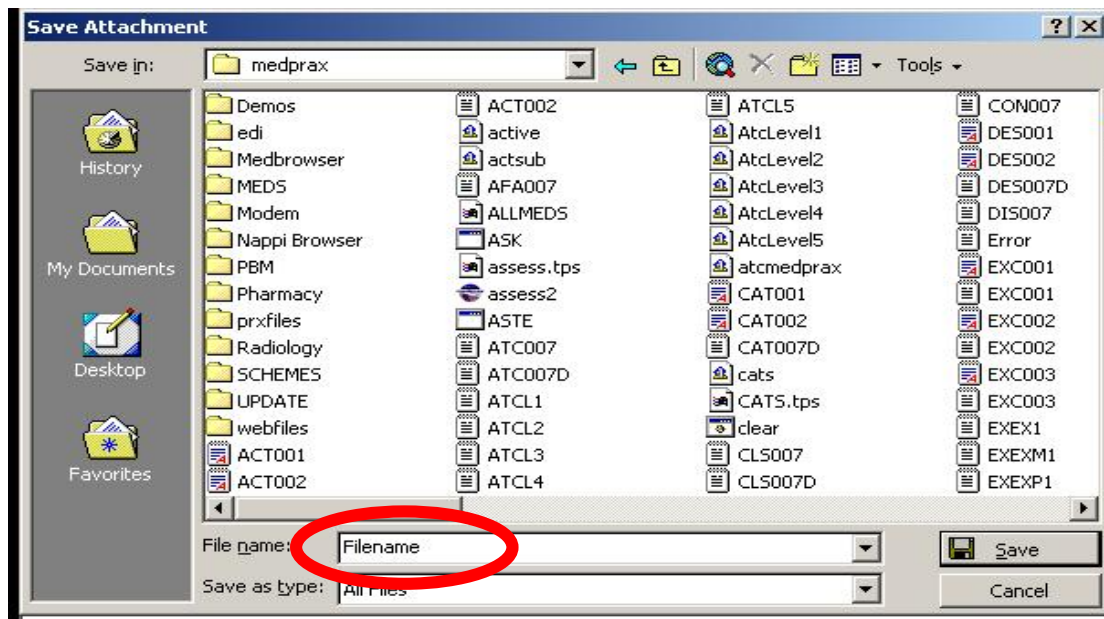 Save Attachment
Save in:
medprax
Tools
History
My Documents
Desktop
Favorites
Demos
edi
Medbrowser
MEDS
Modem
Nappi Browser
PBM
Pharmacy
prxfiles
Radiology
SCHEMES
UPDATE
webfiles
ACT001
ACT002
ACT002
active
actsub
AFA007
ALLMEDS
ASK
assess.tps
assess2
ASTE
ATC007
ATC007D
ATCL1
ATCL2
ATCL3
ATCL4
ATCL5
AtcLevel1
AtcLevel2
AtcLevel3
AtcLevel4
AtcLevel5
atcmedprax
CAT001
CAT002
CAT007D
cats
CATS.tps
clear
CLS007
CLS007D
CON007
DES001
DES002
DES007D
DIS007
Error
EXC001
EXC001
EXC002
EXC002
EXC003
EXC003
EXEX1
EXEXM1
EXEXP1
File name:
Filename
Save
Save as type:
All Files
Cancel